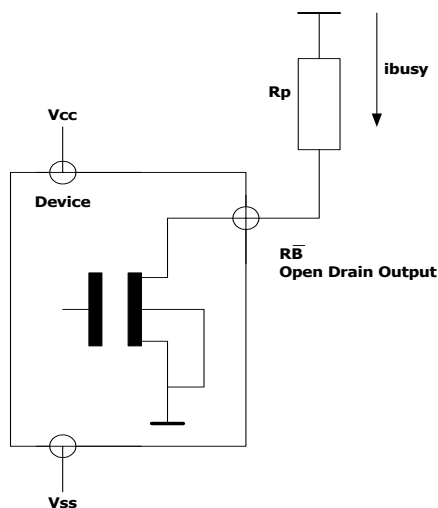 Rp
ibusy
Vcc
Device
RB̅
Open Drain Output
Vss